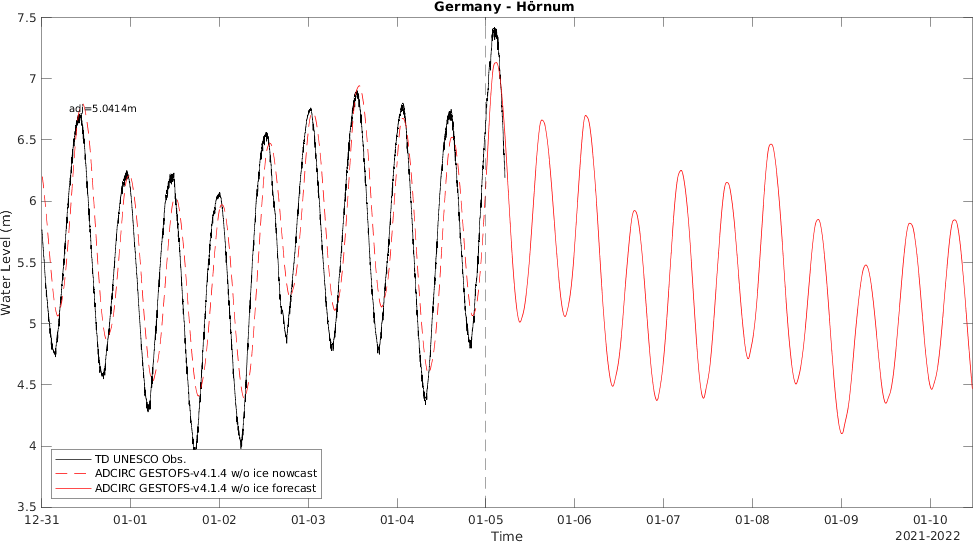 Germany - Hörnum
7.5
7
6.5
6
5.5
5
4.5
4
3.5
Water Level (m)
adj=5.0414m
TD UNESCO Obs.
ADCIRC GESTOFS-v4.1.4 w/o ice nowcast
ADCIRC GESTOFS-v4.1.4 w/o ice forecast
12-31 01-01 01-02 01-03 01-04 01-05 01-06 01-07 01-08 01-09 01-10
Time
2021-2022